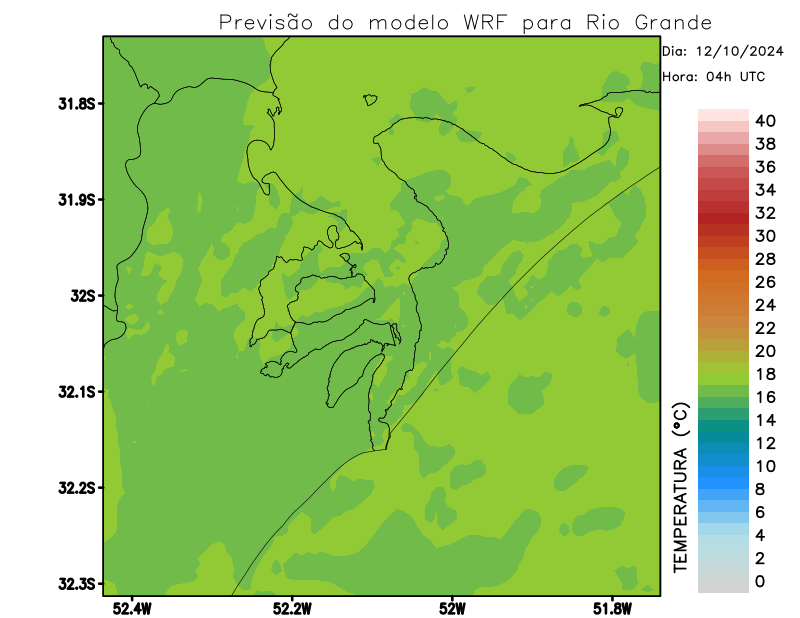 Previsão do modelo WRF para Rio Grande
Dia: 12/10/2024
Hora: 04h UTC
31.8S
31.9S
32S
32.1S
32.2S
32.3S
52.4W
52.2W
52W
51.8W
TEMPERATURA (°C)
40
38
36
34
32
30
28
26
24
22
20
18
16
14
12
10
8
6
4
2
0